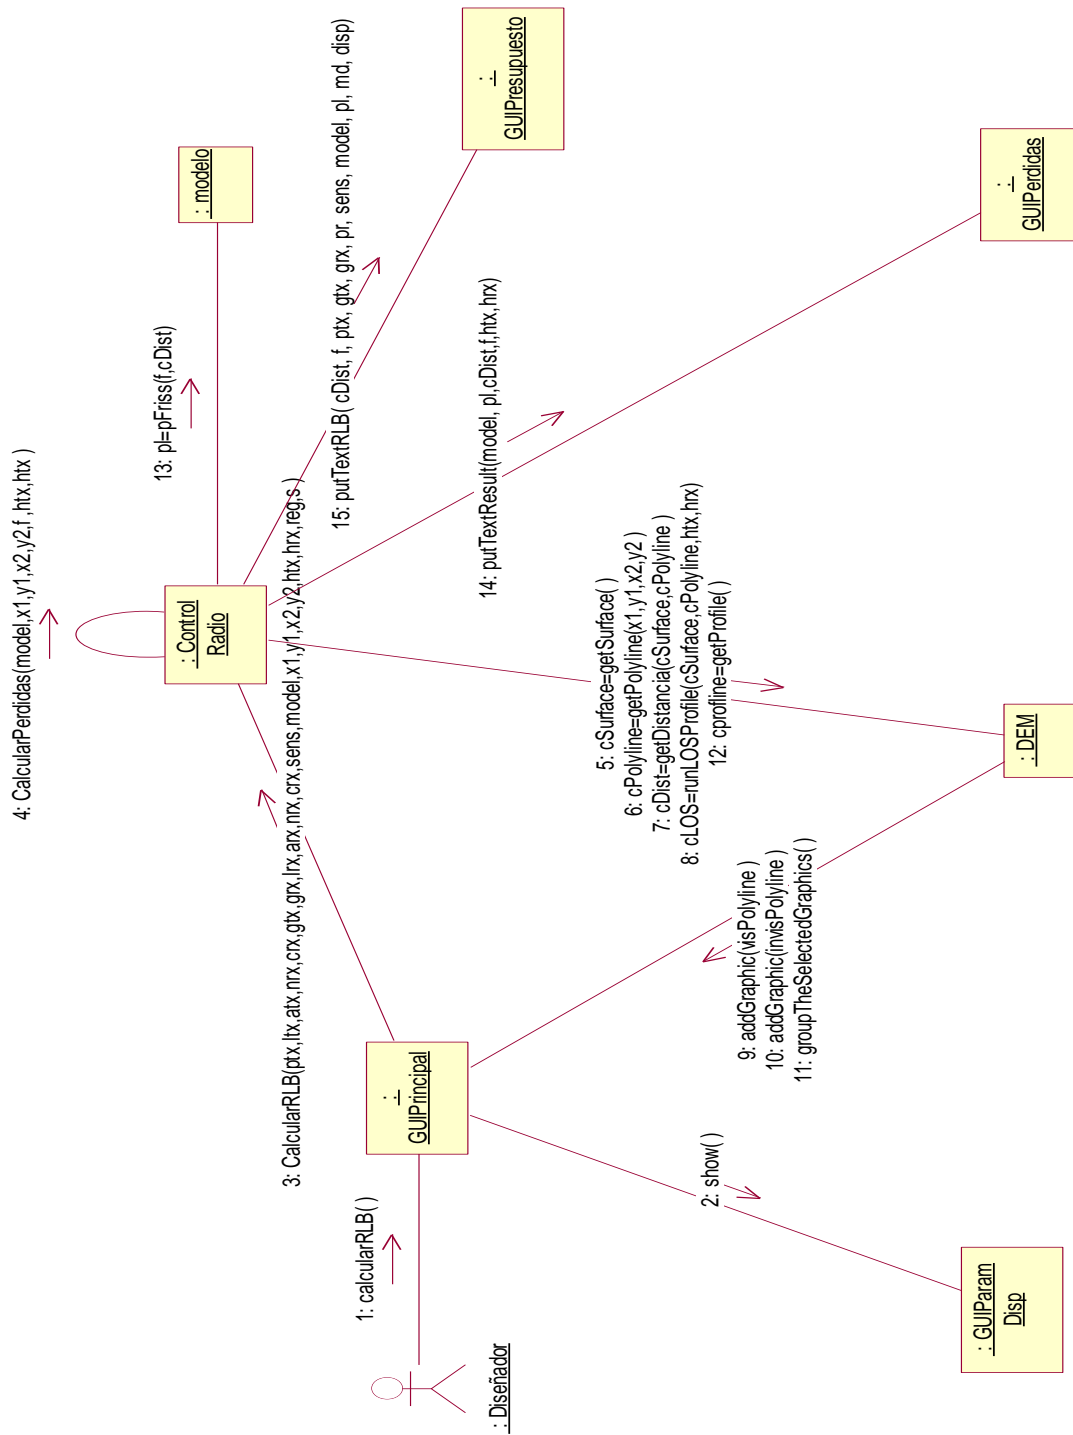 4: CalcularPerdidas(model,x1,y1,x2,y2,f ,htx,htx )
: Control
Radio
13: pl=pFriss(f,cDist)
: modelo
15: putTextRLB( cDist, f, ptx, gtx, grx, pr, sens, model, pl, md, disp)
:
GUIPresupuesto
3: CalcularRLB(ptx,ltx,atx,nrx,crx,gtx,grx,lrx,arx,nrx,crx,sens,model,x1,y1,x2,y2,htx,hrx,reg,s )
14: putTextResult(model, pl,cDist,f,htx,hrx)
:
GUIPerdidas
5: cSurface=getSurface( )
6: cPolyline=getPolyline(x1,y1,x2,y2 )
7: cDist=getDistancia(cSurface,cPolyline )
8: cLOS=runLOSProfile(cSurface,cPolyline,htx,hrx)
12: cprofline=getProfile( )
: DEM
:
GUIPrincipal
9: addGraphic(visPolyline )
10: addGraphic(invisPolyline )
11: groupTheSelectedGraphics( )
1: calcularRLB( )
: Diseñador
2: show( )
: GUIParam
Disp